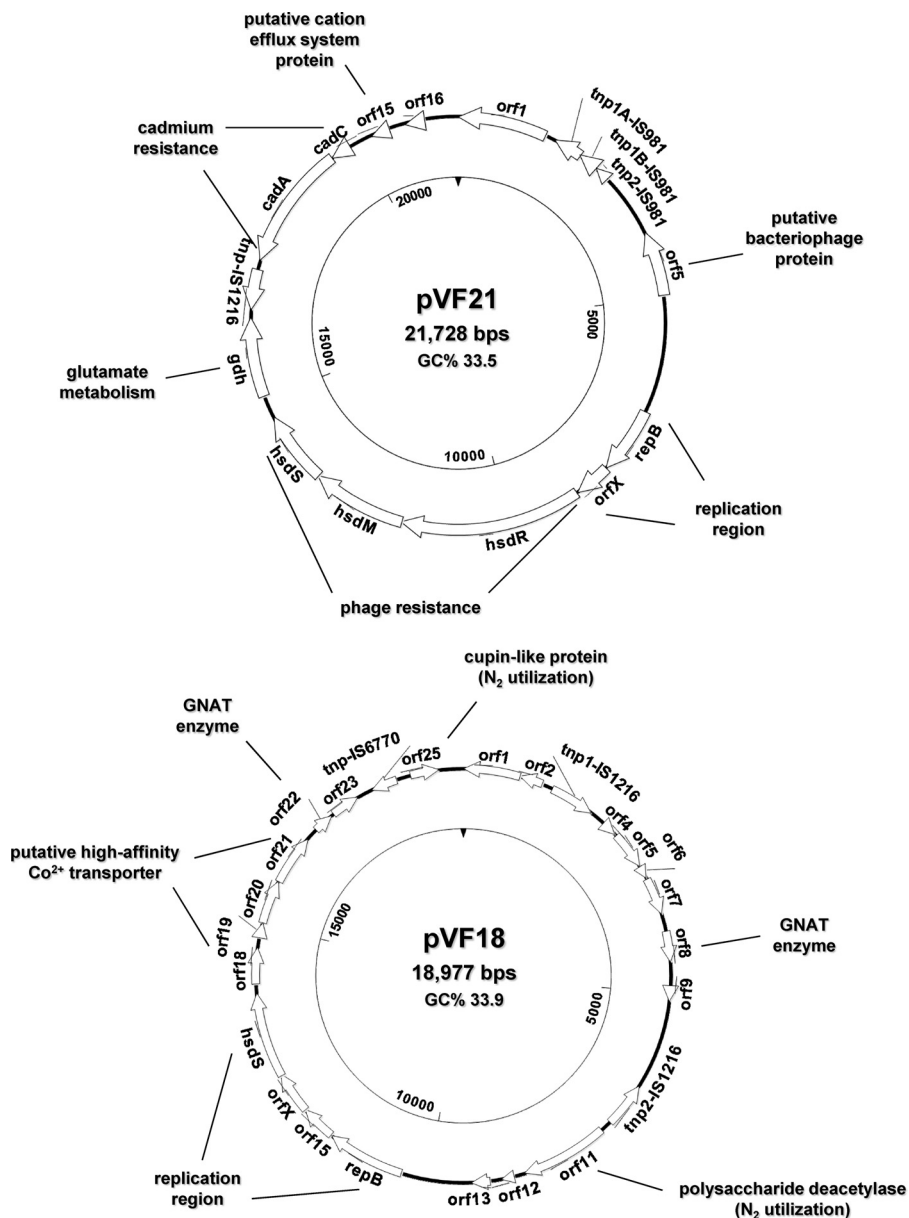 putative cation
efflux system
protein
cadmium
resistance
cadA
cadC
orf15
orf16
orf1
tnp1A-IS981
tnp1B-IS981
tnp2-IS981
putative
bacteriophage
protein
orf5
20000
5000
15000
10000
pVF21
21,728 bps
GC% 33.5
tnp-IS1216
gdh
glutamate
metabolism
hsdS
hsdM
hsdR
orfX
repB
replication
region
phage resistance
cupin-like protein
(N₂ utilization)
GNAT
enzyme
tnp-IS6770
orf25
orf1
orf2
tnp1-IS1216
orf22
orf23
orf4
orf5
orf6
orf7
putative high-affinity
Co²⁺ transporter
orf21
orf20
orf19
orf18
15000
5000
10000
pVF18
18,977 bps
GC% 33.9
orf8
GNAT
enzyme
orf9
hsdS
orfX
orf15
repB
orf13
orf12
orf11
tnp2-IS1216
replication
region
polysaccharide deacetylase
(N₂ utilization)